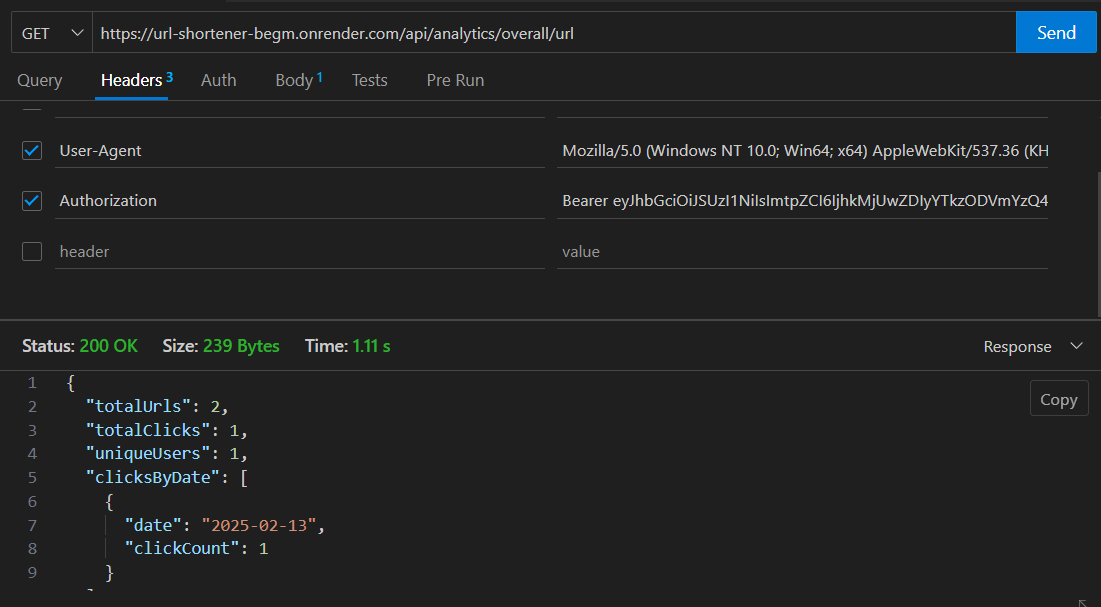 GET https://url-shortener-begm.onrender.com/api/analytics/overall/url Send
Query Headers 3 Auth Body 1 Tests Pre Run
User-Agent Mozilla/5.0 (Windows NT 10.0; Win64; x64) AppleWebKit/537.36 (KH
Authorization Bearer eyJhbGciOiJSUzI1NiIsImtpZCI6IjhkMjUwZDIyYTkzODVmYzQ4
header value
Status: 200 OK Size: 239 Bytes Time: 1.11 s Response
1 {
Copy
2 "totalUrls": 2,
3 "totalClicks": 1,
4 "uniqueUsers": 1,
5 "clicksByDate": [
6 {
7 "date": "2025-02-13",
8 "clickCount": 1
9 }